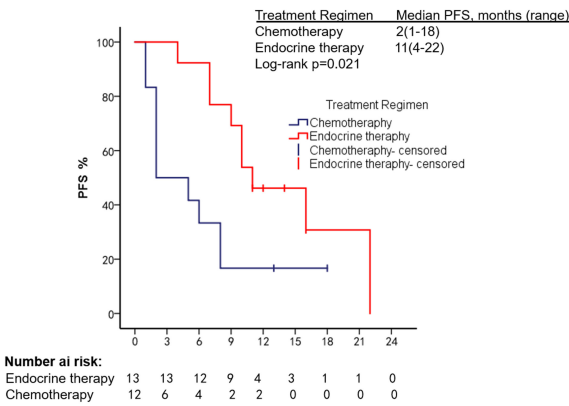 Treatment Regimen Median PFS, months (range)
Chemotherapy 2(1-18)
Endocrine therapy 11(4-22)
Log-rank p=0.021
Treatment Regimen
Chemotheraphy
Endocrine theraphy
Chemotheraphy- censored
Endocrine theraphy- censored
PFS %
100
80
60
40
20
0
0 3 6 9 12 15 18 21 24
Number ai risk:
Endocrine therapy 13 13 12 9 4 3 1 1 0
Chemotherapy 12 6 4 2 2 0 0 0 0